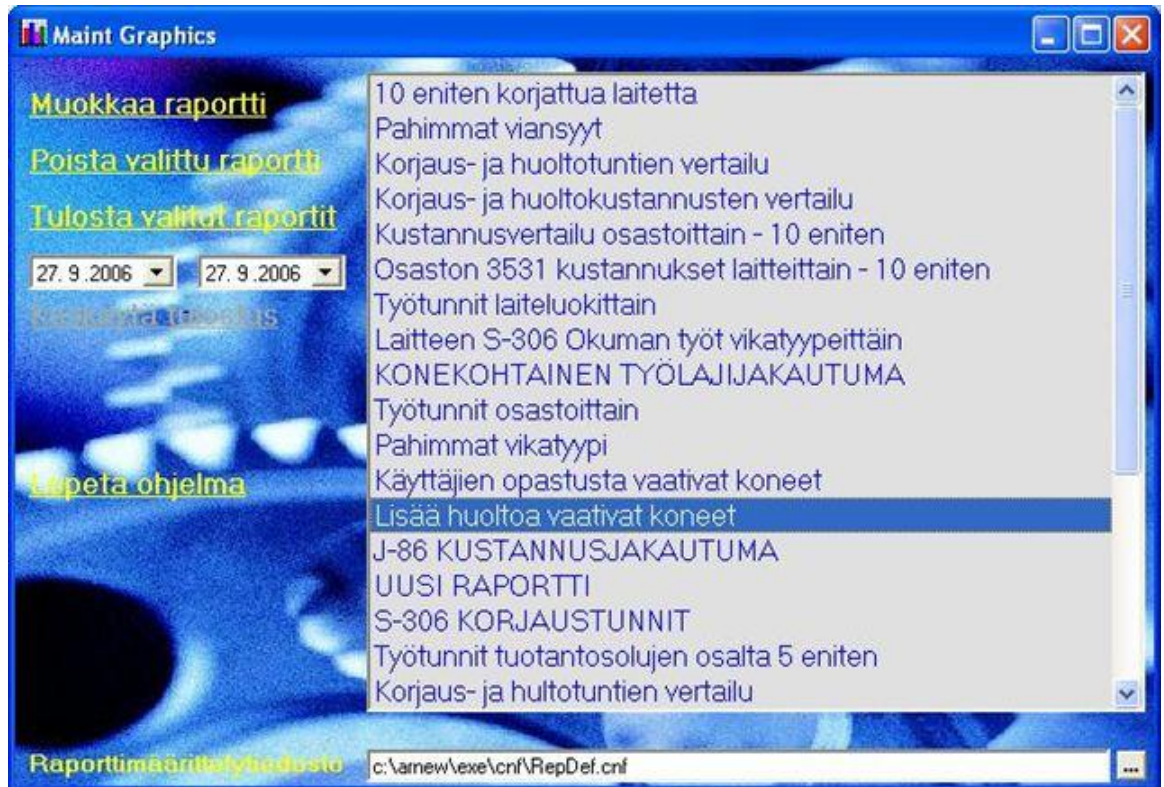 Maint Graphics
Muokkaa raportti
Poista valittu raportti
Tulosta valitut raportit
27. 9 .2006 27. 9 .2006
Keskeytä tulostus
Lopeta ohjelma
10 eniten korjattua laitetta
Pahimmat viansyyt
Korjaus- ja huoltotuntien vertailu
Korjaus- ja huoltokustannusten vertailu
Kustannusvertailu osastoittain - 10 eniten
Osaston 3531 kustannukset laitteittain - 10 eniten
Työtunnit laiteluokittain
Laitteen S-306 Okuman työt vikatyypeittäin
KONEKOHTAINEN TYÖLAJIJAKAUTUMA
Työtunnit osastoittain
Pahimmat vikatyypi
Käyttäjien opastusta vaativat koneet
Lisää huoltoa vaativat koneet
J-86 KUSTANNUSJAKAUTUMA
UUSI RAPORTTI
S-306 KORJAUSTUNNIT
Työtunnit tuotantosolujen osalta 5 eniten
Korjaus- ja hultotuntien vertailu
Raporttimäärittelytiedosto
c:\arnew\exe\cnf\RepDef.cnf
...